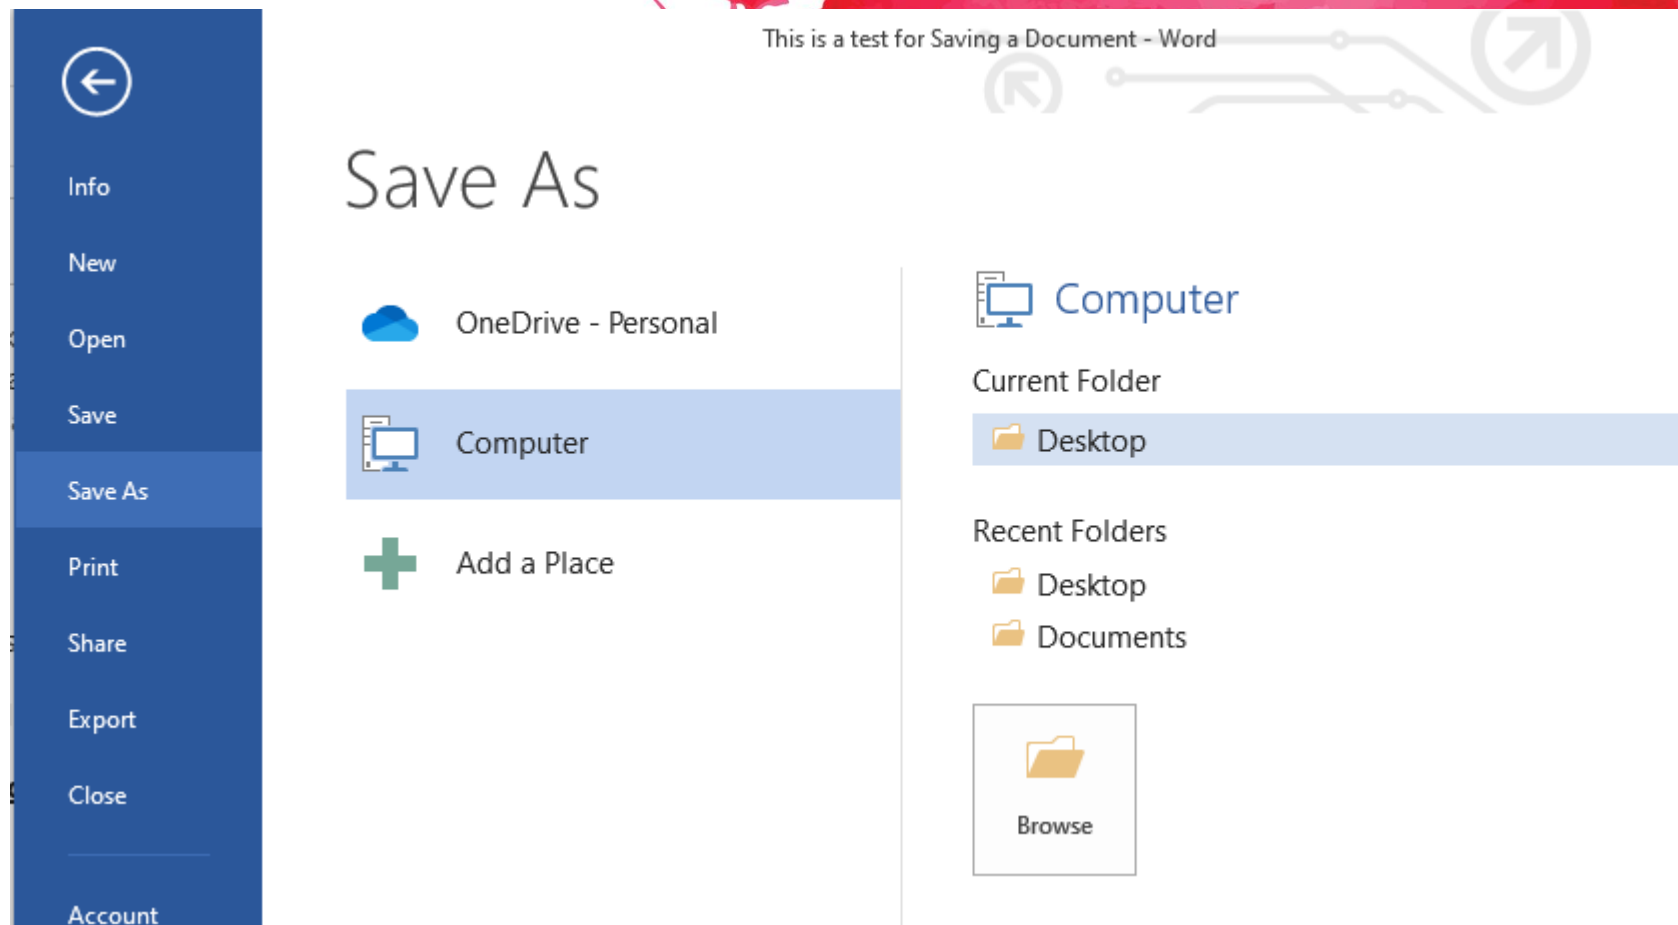 This is a test for Saving a Document - Word
Info
New
Open
Save
Save As
Print
Share
Export
Close
Account
Save As
OneDrive - Personal
Computer
Add a Place
Computer
Current Folder
Desktop
Recent Folders
Desktop
Documents
Browse